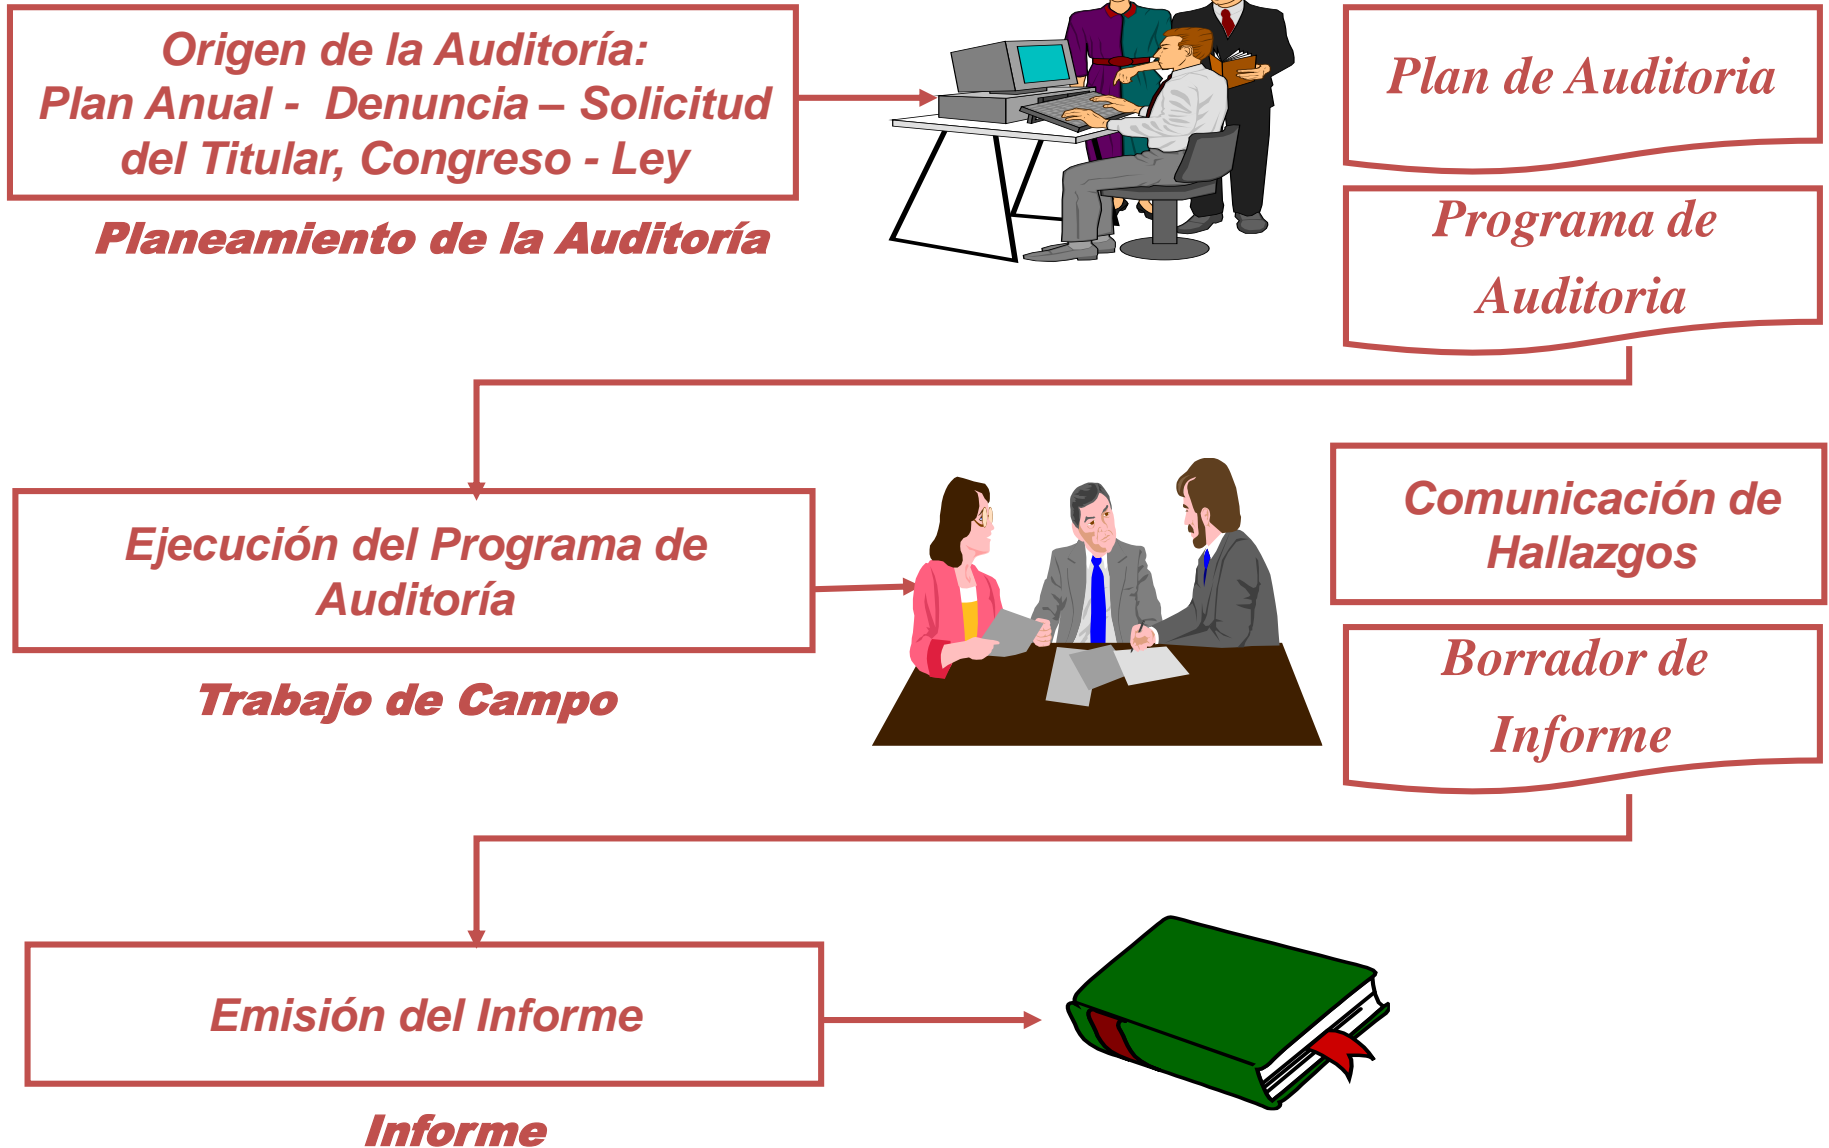 Origen de la Auditoría:
Plan Anual - Denuncia – Solicitud
del Titular, Congreso - Ley
Planeamiento de la Auditoría
Plan de Auditoria
Programa de
Auditoria
Ejecución del Programa de
Auditoría
Trabajo de Campo
Comunicación de
Hallazgos
Borrador de
Informe
Emisión del Informe
Informe